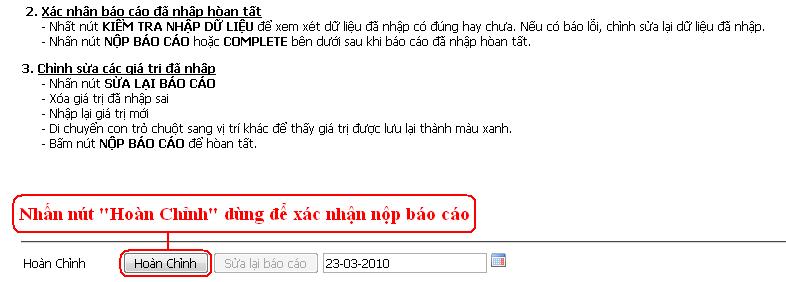 2. Xác nhân báo cáo đã nhập hòan tất
- Nhất nút KIỂM TRA NHẬP DỮ LIỆU để xem xét dữ liệu đã nhập có đúng hay chưa. Nếu có báo lỗi, chỉnh sửa lại dữ liệu đã nhập.
- Nhấn nút NỘP BÁO CÁO hoặc COMPLETE bên dưới sau khi báo cáo đã nhập hoàn tất.
3. Chỉnh sửa các giá trị đã nhập
- Nhấn nút SỬA LẠI BÁO CÁO
- Xóa giá trị đã nhập sai
- Nhập lại giá trị mới
- Di chuyển con trỏ chuột sang vị trí khác để thấy giá trị được lưu lại thành màu xanh.
- Bấm nút NỘP BÁO CÁO để hòan tất.
Nhấn nút "Hoàn Chỉnh" dùng để xác nhận nộp báo cáo
Hoàn Chỉnh Hoàn Chỉnh Sửa lại báo cáo 23-03-2010